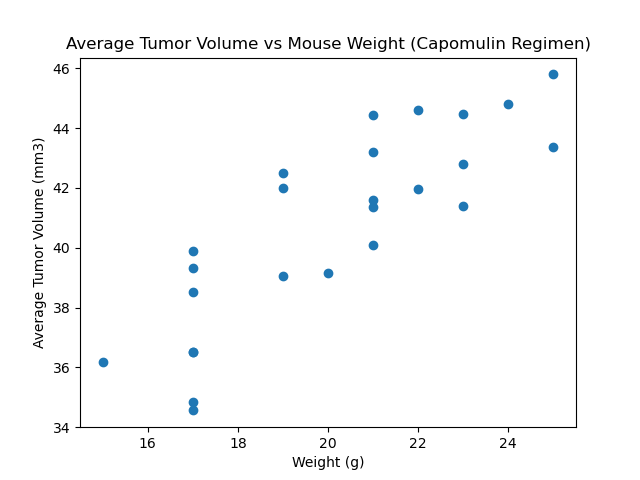 Average Tumor Volume vs Mouse Weight (Capomulin Regimen)
46
44
42
40
38
36
34
Average Tumor Volume (mm3)
16 18 20 22 24
Weight (g)